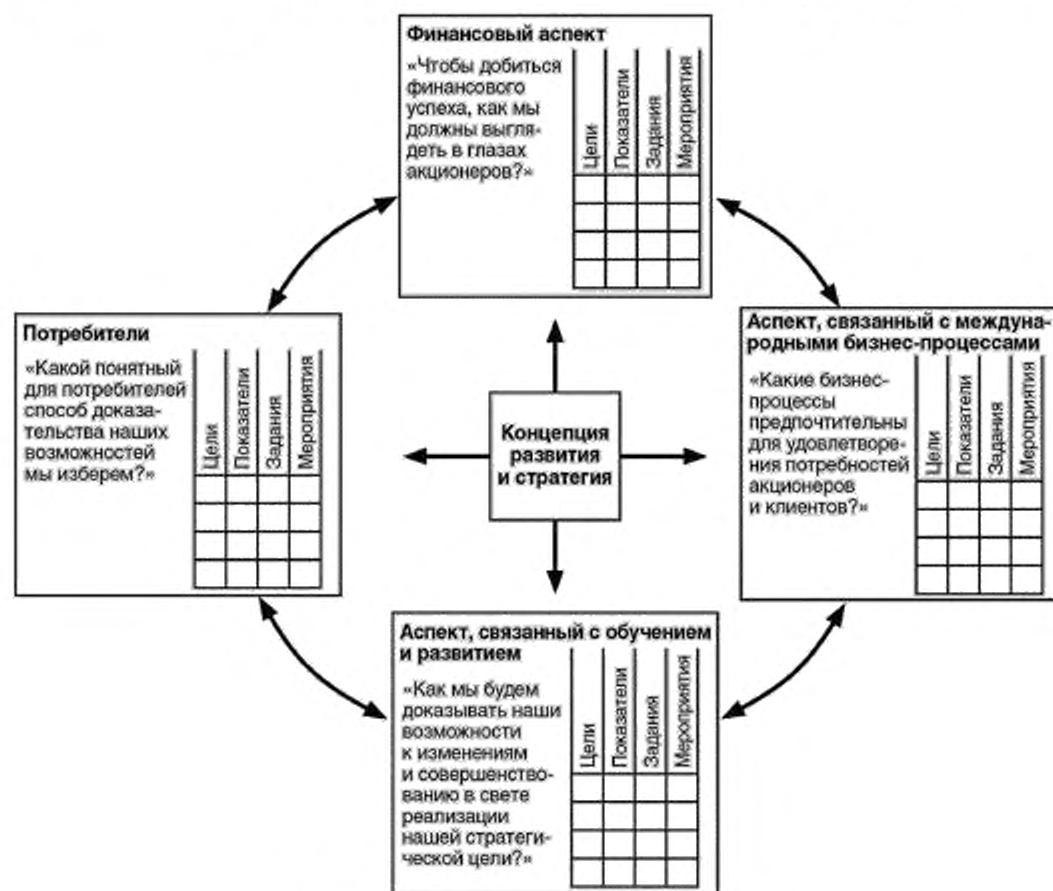 Финансовый аспект
«Чтобы добиться
финансового
успеха, как мы
должны выгля-
деть в глазах
акционеров?»
Цели
Показатели
Задания
Мероприятия
Потребители
«Какой понятный
для потребителей
способ доказа-
тельства наших
возможностей
мы изберем?»
Цели
Показатели
Задания
Мероприятия
Концепция
развития
и стратегия
Аспект, связанный с междуна-
родными бизнес-процессами
«Какие бизнес-
процессы
предпочтительны
для удовлетворе-
ния потребностей
акционеров
и клиентов?»
Цели
Показатели
Задания
Мероприятия
Аспект, связанный с обучением
и развитием
«Как мы будем
доказывать наши
возможности
к изменениям
и совершенство-
ванию в свете
реализации
нашей стратеги-
ческой цели?»
Цели
Показатели
Задания
Мероприятия